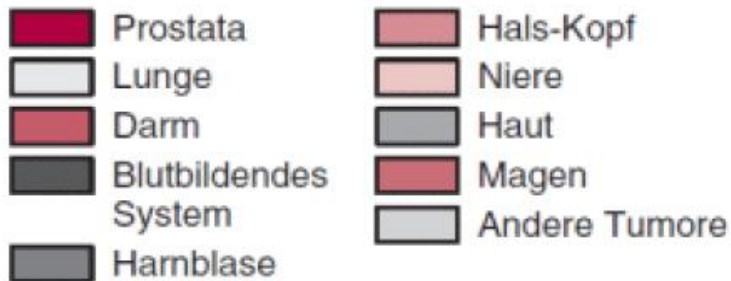 Prostata
Lunge
Darm
Blutbildendes
System
Harnblase
Hals-Kopf
Niere
Haut
Magen
Andere Tumore